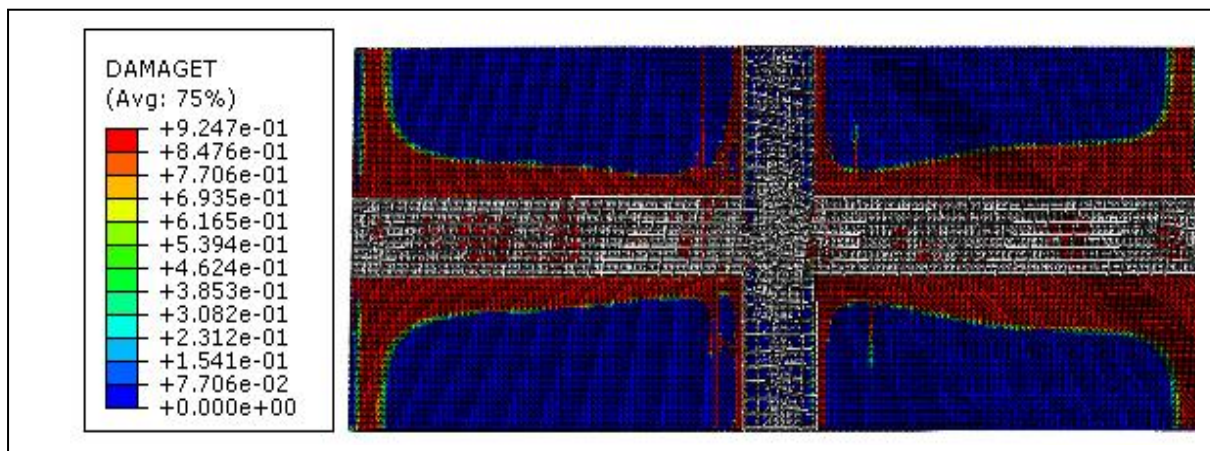 DAMAGET
(Avg: 75%)
+9.247e-01
+8.476e-01
+7.706e-01
+6.935e-01
+6.165e-01
+5.394e-01
+4.624e-01
+3.853e-01
+3.082e-01
+2.312e-01
+1.541e-01
+7.706e-02
+0.000e+00